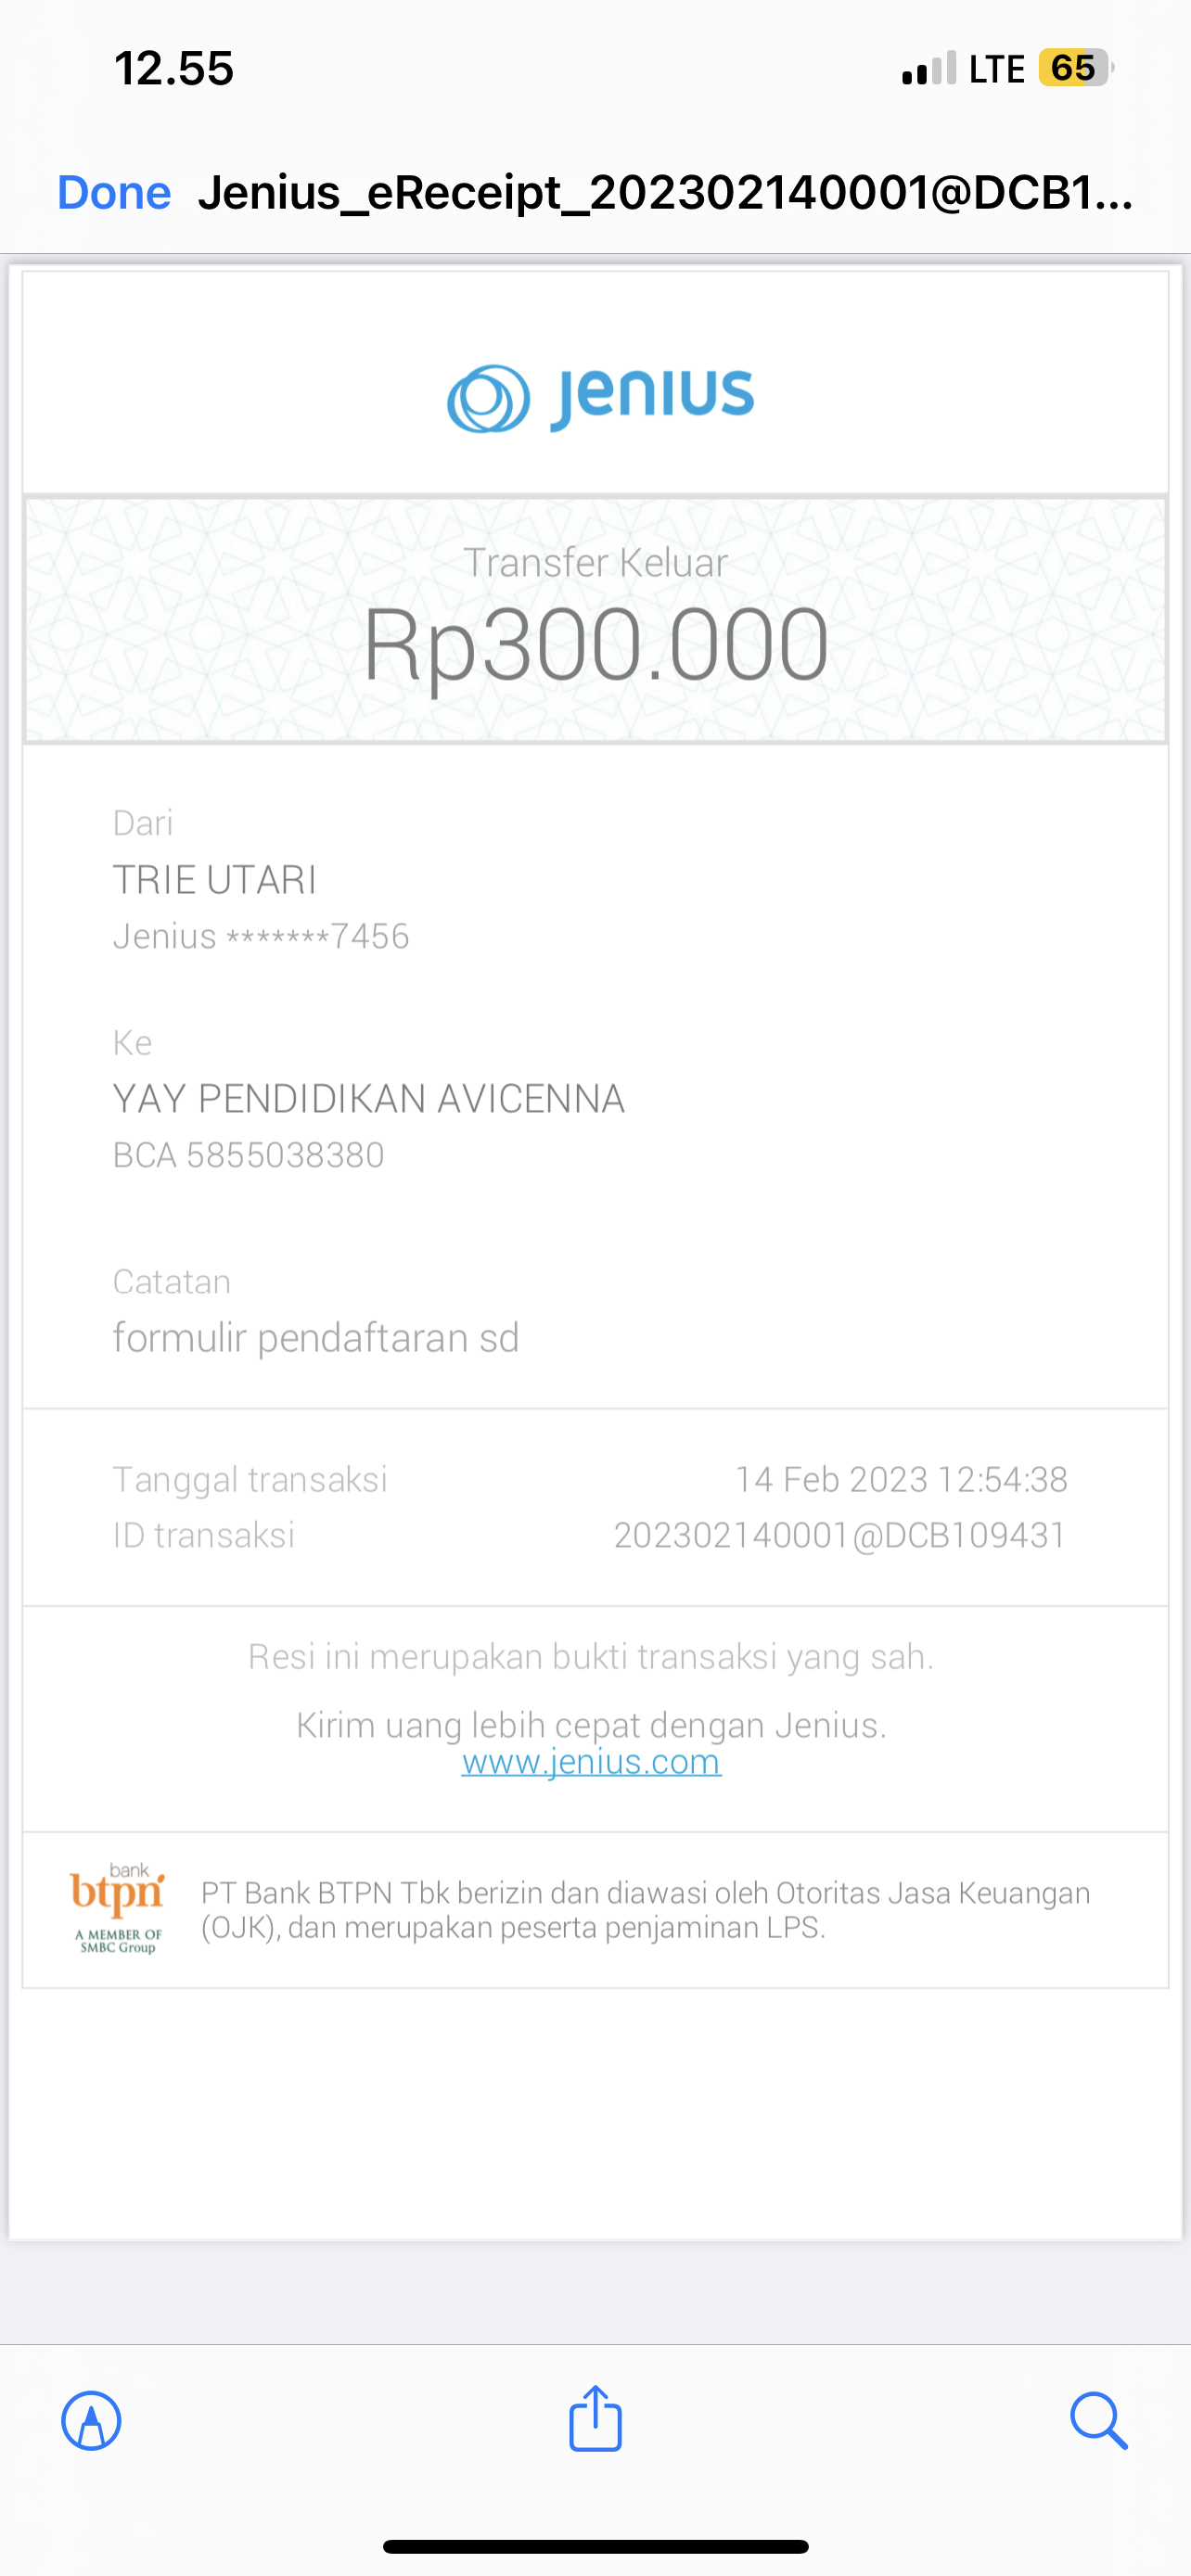 12.55
LTE 65
Done Jenius_eReceipt_202302140001@DCB1...
jenius
Transfer Keluar
Rp300.000
Dari
TRIE UTARI
Jenius *******7456
Ke
YAY PENDIDIKAN AVICENNA
BCA 5855038380
Catatan
formulir pendaftaran sd
Tanggal transaksi 14 Feb 2023 12:54:38
ID transaksi 202302140001@DCB109431
Resi ini merupakan bukti transaksi yang sah.
Kirim uang lebih cepat dengan Jenius.
www.jenius.com
bank
btpn
A MEMBER OF
SMBC Group
PT Bank BTPN Tbk berizin dan diawasi oleh Otoritas Jasa Keuangan
(OJK), dan merupakan peserta penjaminan LPS.